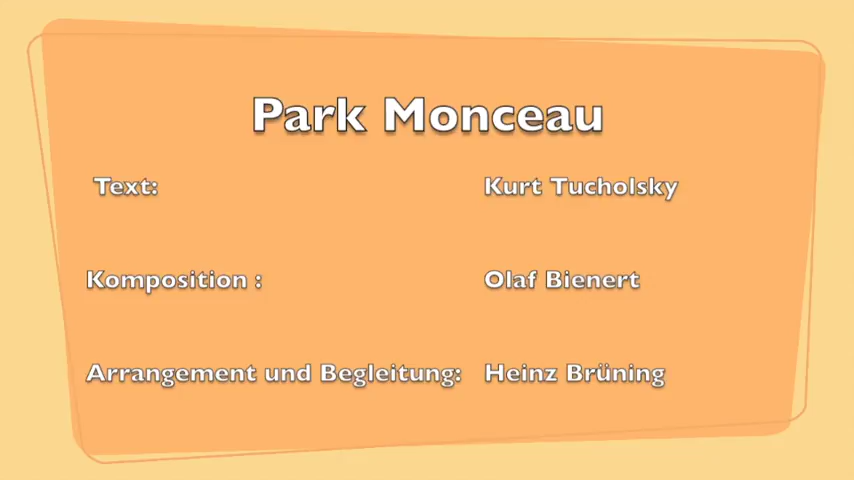 Park Monceau
Text: Kurt Tucholsky
Komposition : Olaf Bienert
Arrangement und Begleitung: Heinz Brüning